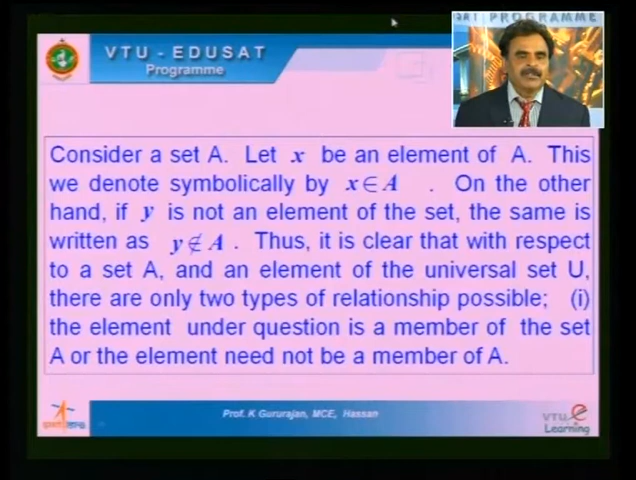 VTU - EDUSAT
Programme
PROGRAMME
Consider a set A. Let x be an element of A. This
we denote symbolically by x∈A . On the other
hand, if y is not an element of the set, the same is
written as y∉A . Thus, it is clear that with respect
to a set A, and an element of the universal set U,
there are only two types of relationship possible; (i)
the element under question is a member of the set
A or the element need not be a member of A.
Prof. K Gururajan, MCE, Hassan
VTU e
Learning